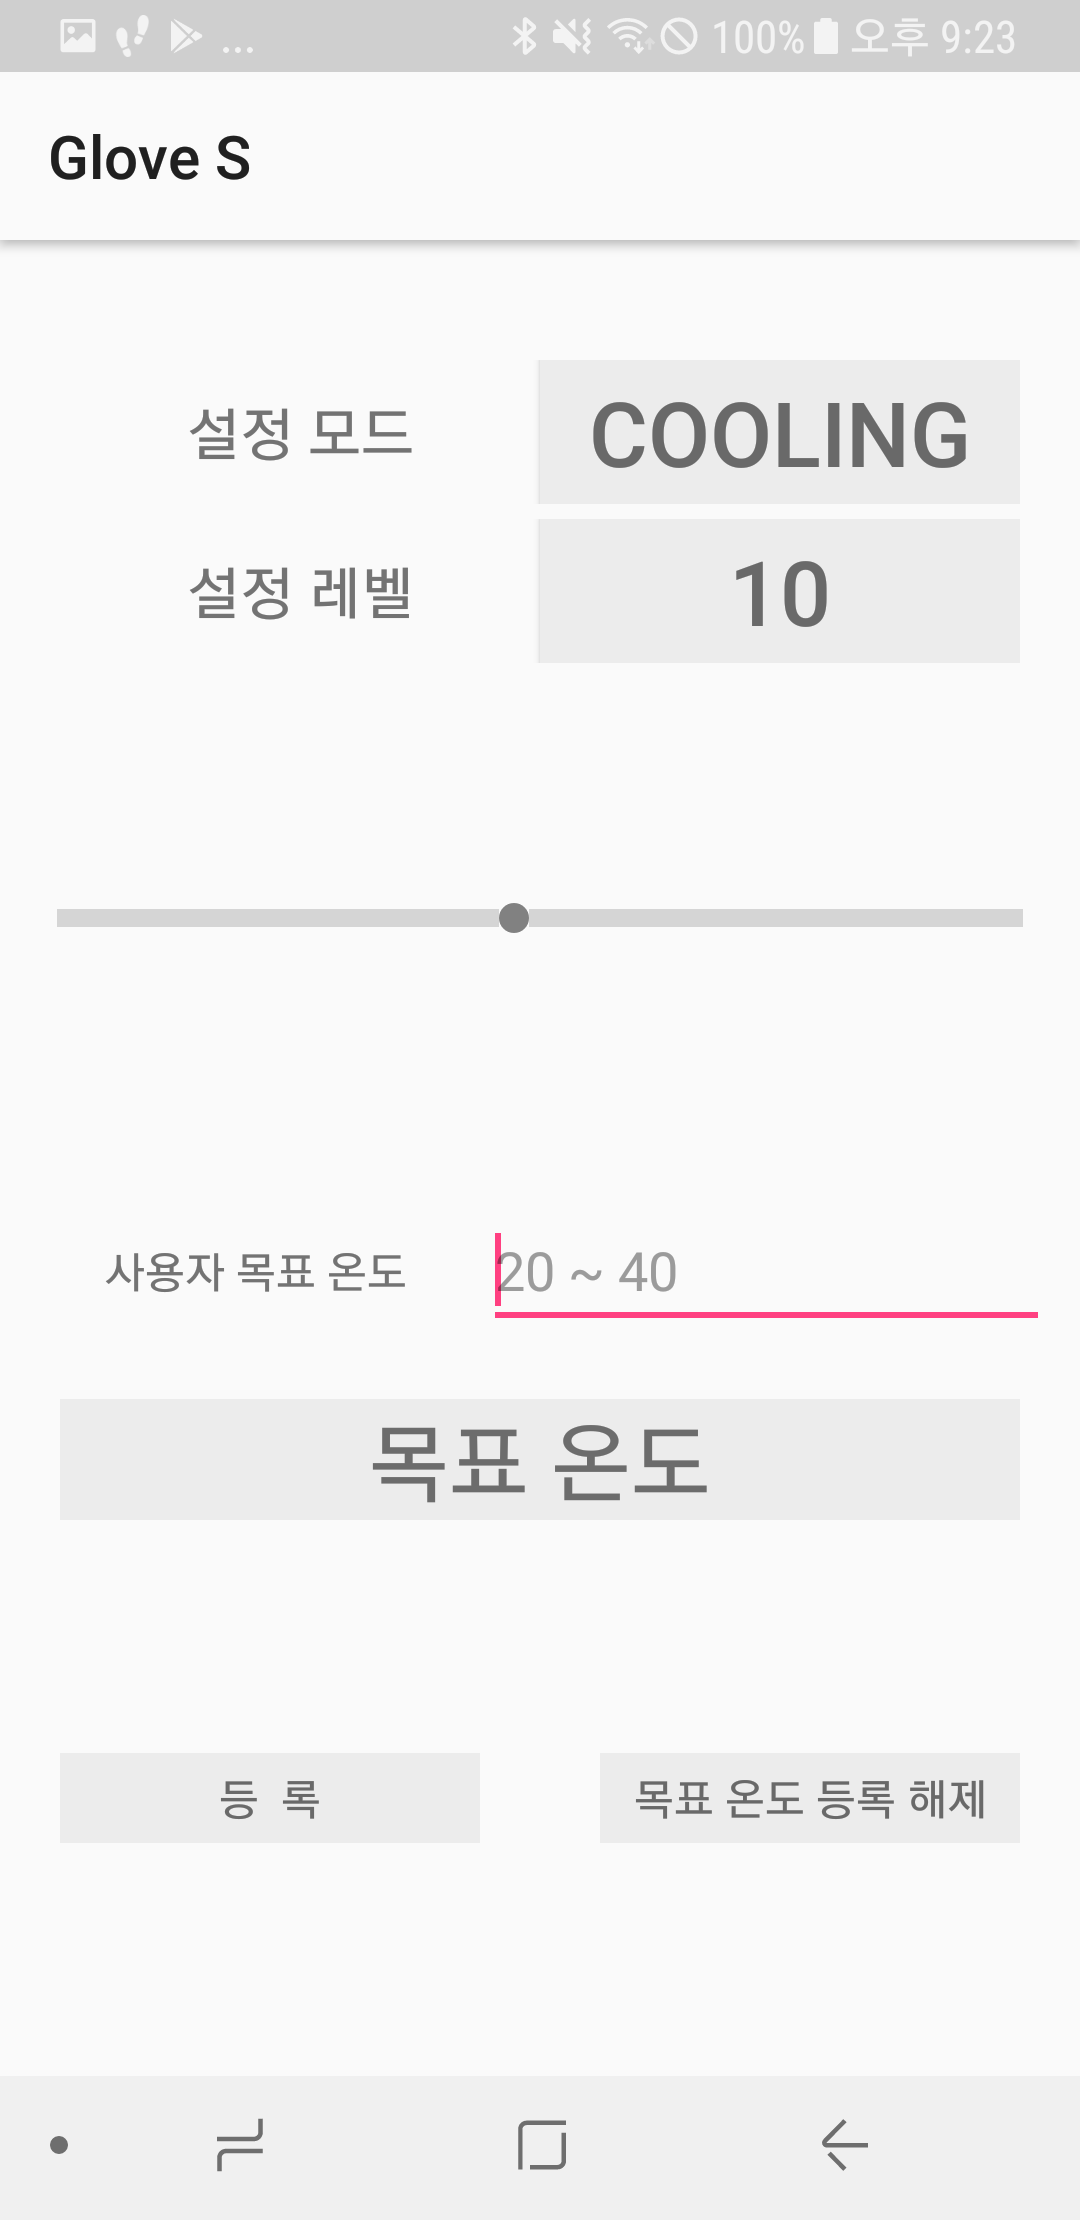 ... 100% 오후 9:23
Glove S
설정 모드 COOLING
설정 레벨 10
사용자 목표 온도 20 ~ 40
목표 온도
등 록 목표 온도 등록 해제